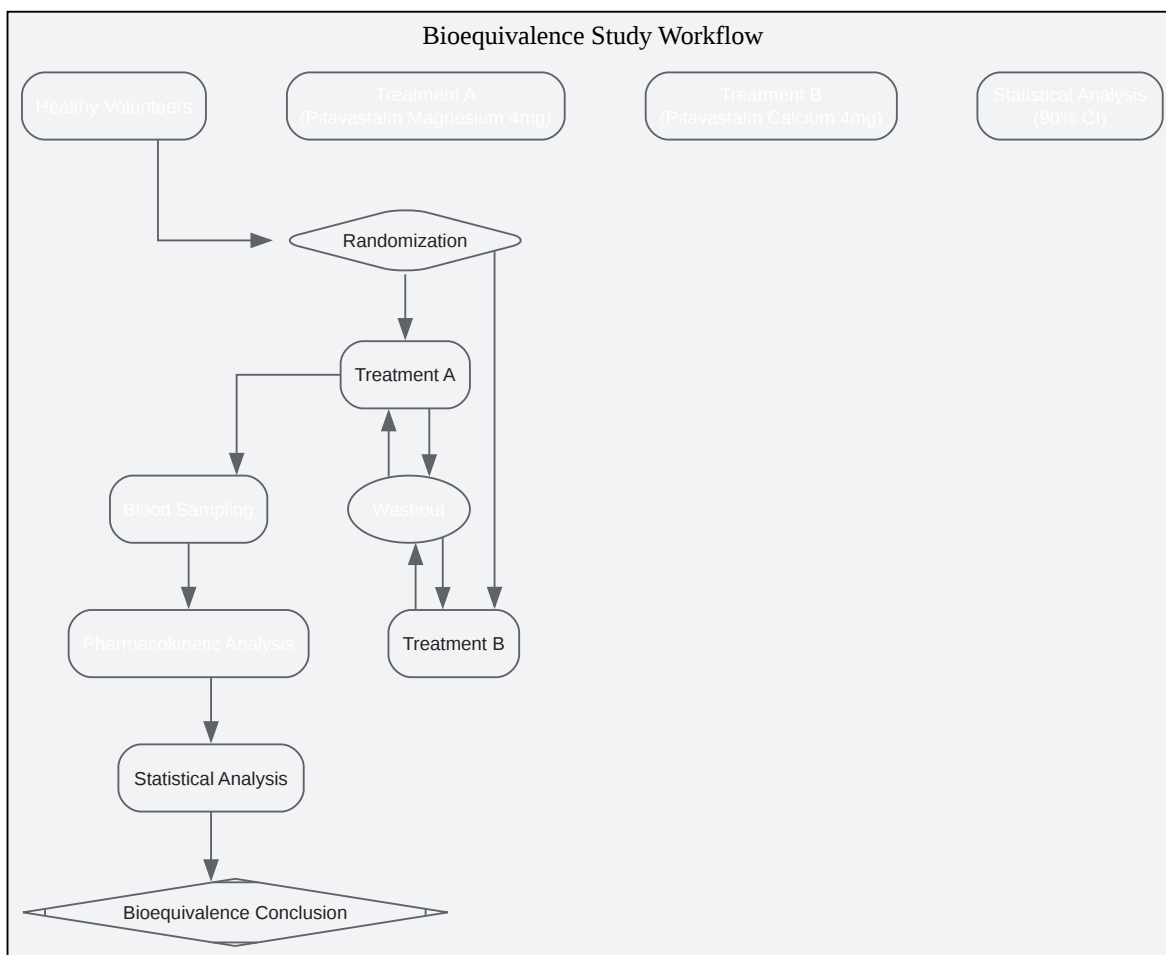 Bioequivalence Study Workflow
Healthy Volunteers
Treatment A
(Pitavastatin Magnesium 4mg)
Treatment B
(Pitavastatin Calcium 4mg)
Statistical Analysis
(90% CI)
Randomization
Treatment A
Blood Sampling
Washout
Pharmacokinetic Analysis
Treatment B
Statistical Analysis
Bioequivalence Conclusion